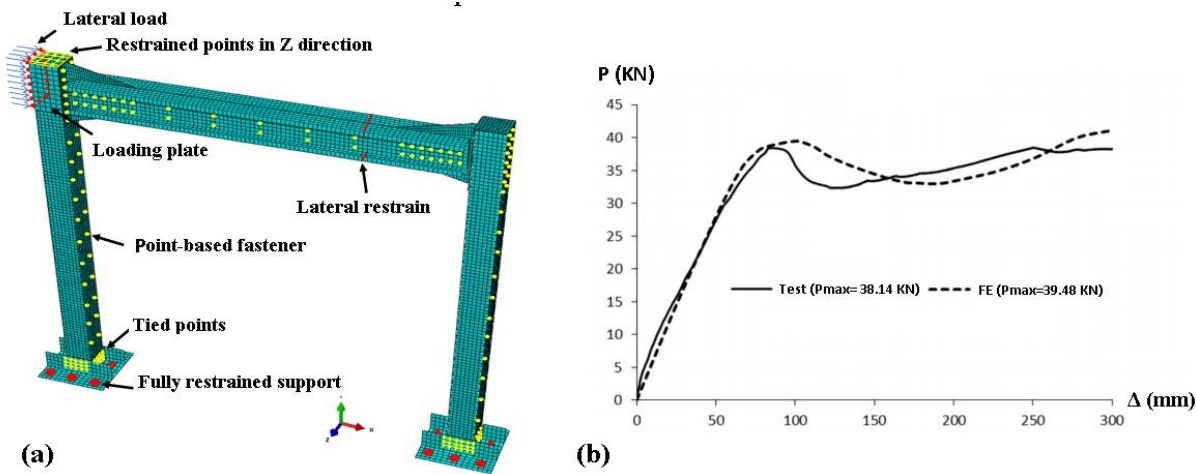 Lateral load
Restrained points in Z direction
Loading plate
Lateral restrain
Point-based fastener
Tied points
Fully restrained support
Y
X
Z
(a)
P (KN)
45
40
35
30
25
20
15
10
5
0
Test (Pmax= 38.14 KN)
FE (Pmax=39.48 KN)
0
50
100
150
200
250
300
Δ (mm)
(b)